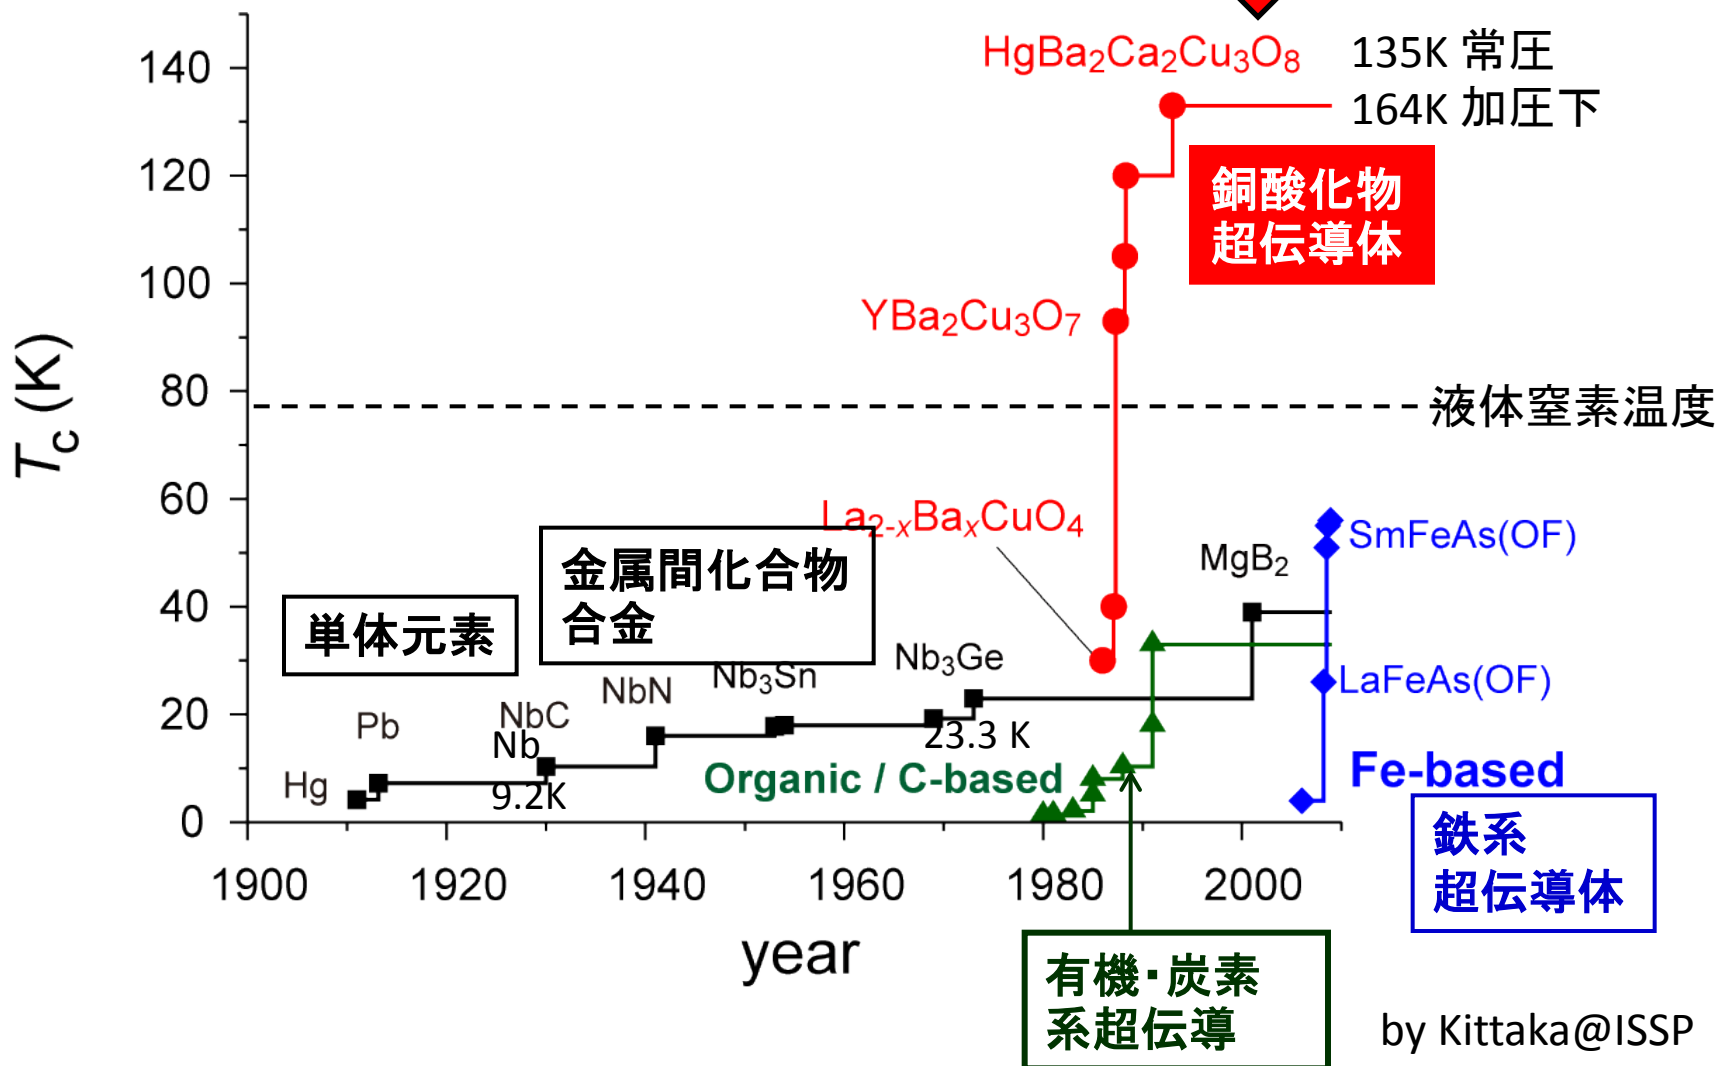 HgBa2Ca2Cu3O8
135K 常圧
164K 加圧下
140
120
100
80
60
40
20
0
Tc (K)
銅酸化物
超伝導体
YBa2Cu3O7
液体窒素温度
La2-xBaxCuO4
SmFeAs(OF)
金属間化合物
合金
単体元素
MgB2
Nb3Ge
Nb3Sn
NbN
NbC
Nb
Pb
LaFeAs(OF)
23.3 K
Organic / C-based
Fe-based
Hg
9.2K
鉄系
超伝導体
1900
1920
1940
1960
1980
2000
year
有機・炭素
系超伝導
by Kittaka@ISSP